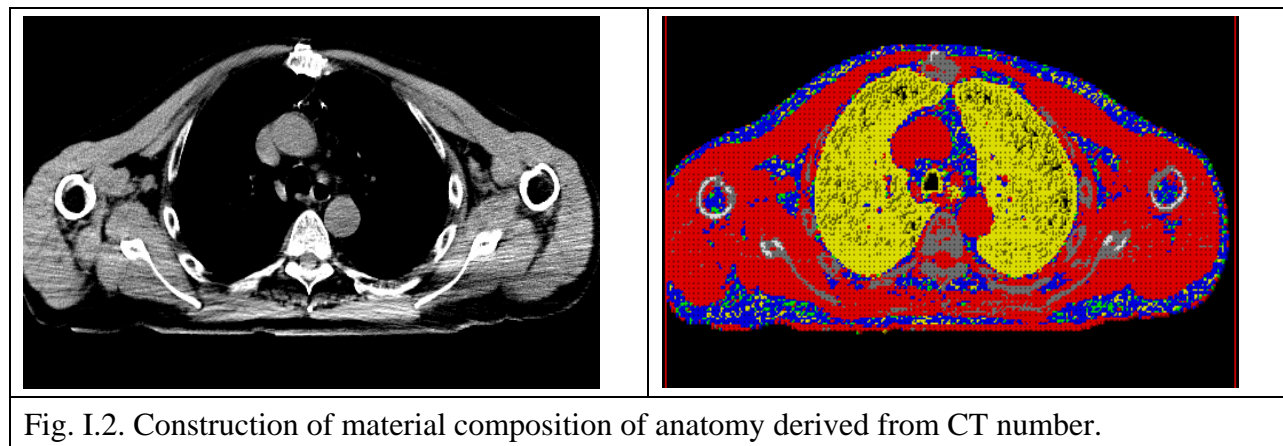 Fig. I.2. Construction of material composition of anatomy derived from CT number.